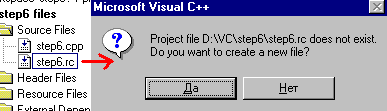 step6 files
Source Files
step6.cpp
step6.rc
Header Files
Resource Files
External Depen
Microsoft Visual C++
Project file D:\VC\step6\step6.rc does not exist.
Do you want to create a new file?
Да
Нет